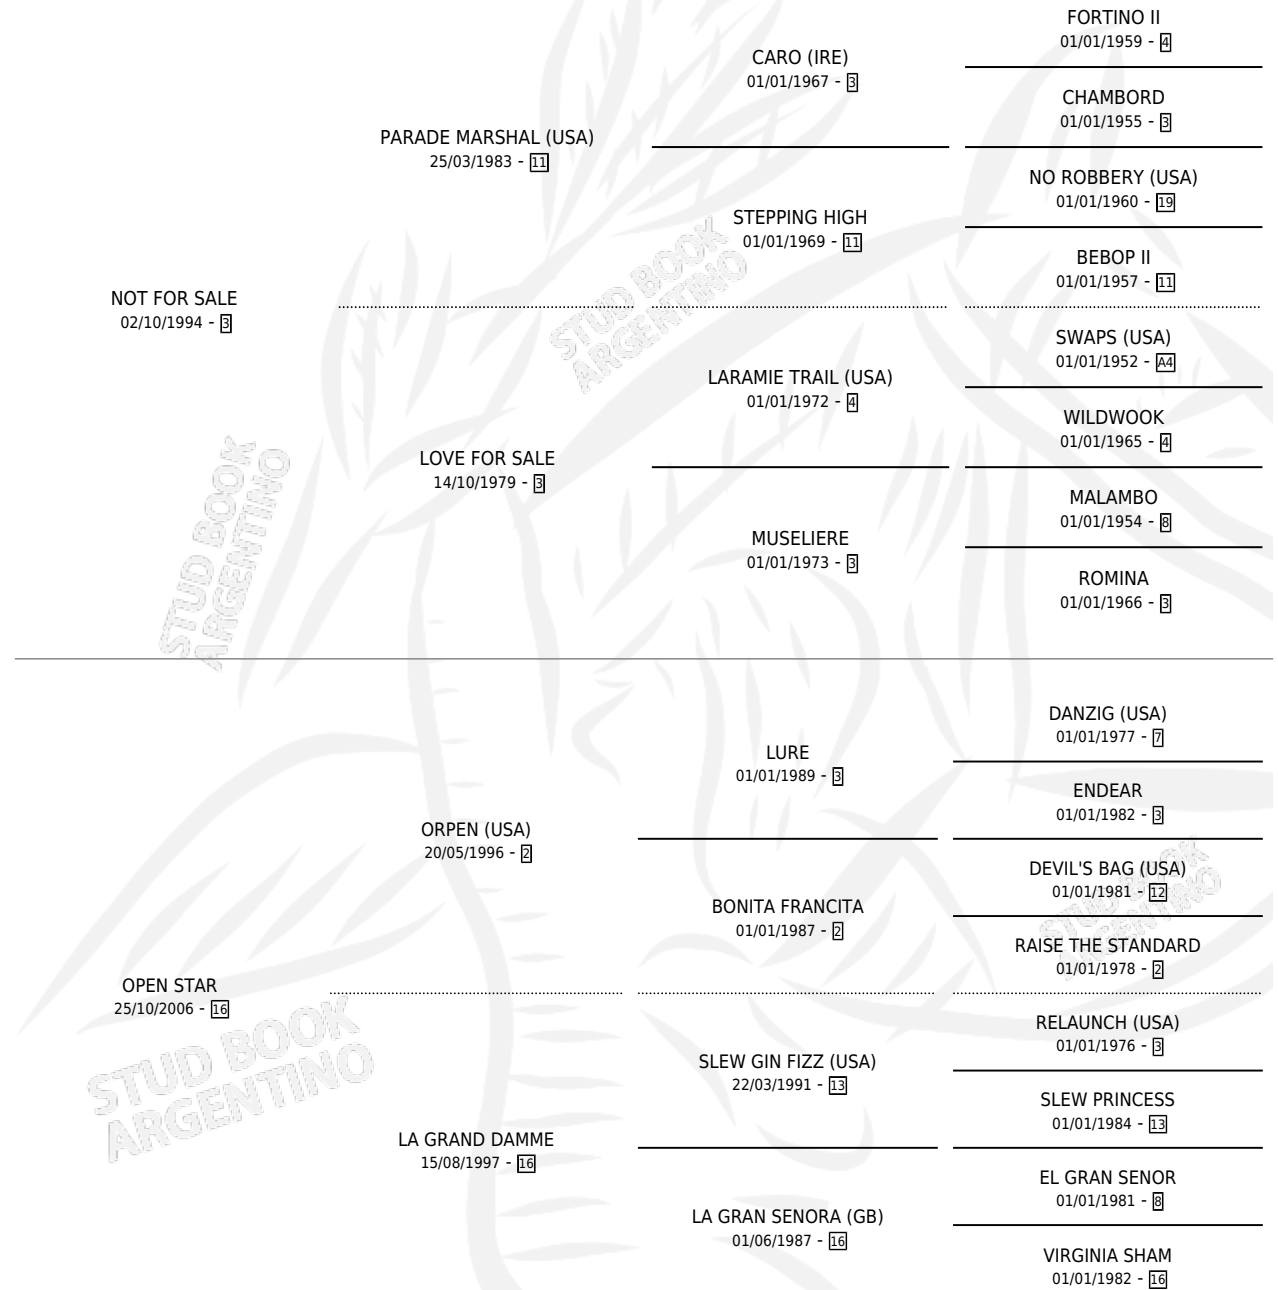 FORTINO II
01/01/1959 - 4
CARO (IRE)
01/01/1967 - 3
CHAMBORD
01/01/1955 - 3
PARADE MARSHAL (USA)
25/03/1983 - 11
NO ROBBERY (USA)
01/01/1960 - 19
STEPPING HIGH
01/01/1969 - 11
BEBOP II
01/01/1957 - 11
NOT FOR SALE
02/10/1994 - 3
SWAPS (USA)
01/01/1952 - A4
LARAMIE TRAIL (USA)
01/01/1972 - 4
WILDWOOK
01/01/1965 - 4
LOVE FOR SALE
14/10/1979 - 3
MALAMBO
01/01/1954 - 8
MUSELIERE
01/01/1973 - 3
ROMINA
01/01/1966 - 3
STUD BOOK
ARGENTINO
STUD BOOK
ARGENTINO
DANZIG (USA)
01/01/1977 - 7
LURE
01/01/1989 - 3
ENDEAR
01/01/1982 - 3
ORPEN (USA)
20/05/1996 - 2
DEVIL'S BAG (USA)
01/01/1981 - 12
BONITA FRANCITA
01/01/1987 - 2
RAISE THE STANDARD
01/01/1978 - 2
OPEN STAR
25/10/2006 - 16
RELAUNCH (USA)
01/01/1976 - 3
SLEW GIN FIZZ (USA)
22/03/1991 - 13
SLEW PRINCESS
01/01/1984 - 13
LA GRAND DAMME
15/08/1997 - 16
EL GRAN SENOR
01/01/1981 - 8
LA GRAN SENORA (GB)
01/06/1987 - 16
VIRGINIA SHAM
01/01/1982 - 16
STUD BOOK
ARGENTINO
STUD BOOK
ARGENTINO